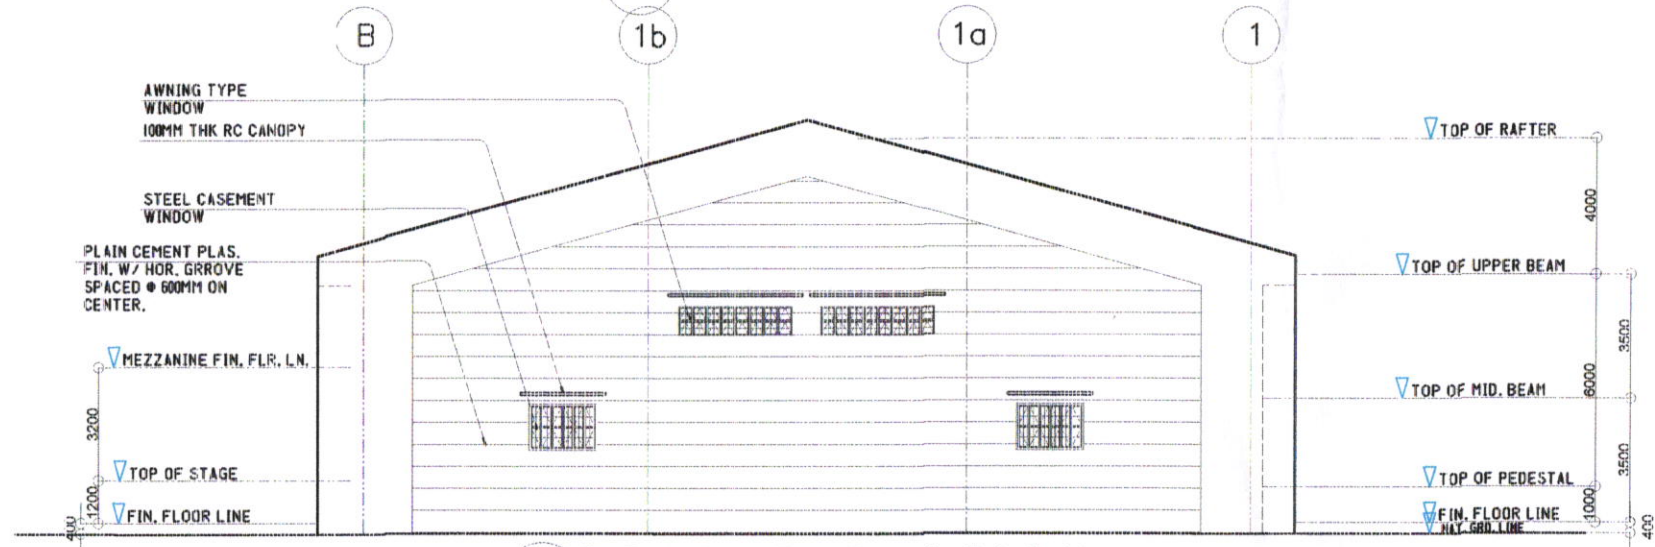 B
1b
1a
1
AWNING TYPE
WINDOW
100MM THK RC CANOPY
STEEL CASEMENT
WINDOW
PLAIN CEMENT PLAS.
FIN. W/ HOR. GRROVE
SPACED @ 600MM ON
CENTER.
MEZZANINE FIN. FLR. LN.
3200
TOP OF STAGE
1200
FIN. FLOOR LINE
400
TOP OF RAFTER
4000
TOP OF UPPER BEAM
3500
TOP OF MID. BEAM
6000
3500
TOP OF PEDESTAL
1000
FIN. FLOOR LINE
NAT. GRD. LINE
400